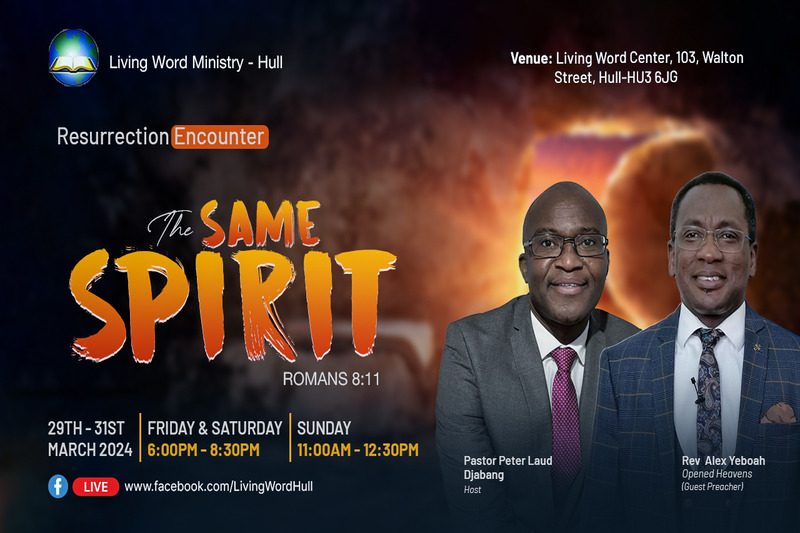 Living Word Ministry - Hull
Venue: Living Word Center, 103, Walton
Street, Hull-HU3 6JG
Resurrection Encounter
The SAME
SPIRIT
ROMANS 8:11
29TH - 31ST
MARCH 2024
FRIDAY & SATURDAY
6:00PM - 8:30PM
SUNDAY
11:00AM - 12:30PM
LIVE www.facebook.com/LivingWordHull
Pastor Peter Laud
Djabang
Host
Rev Alex Yeboah
Opened Heavens
(Guest Preacher)